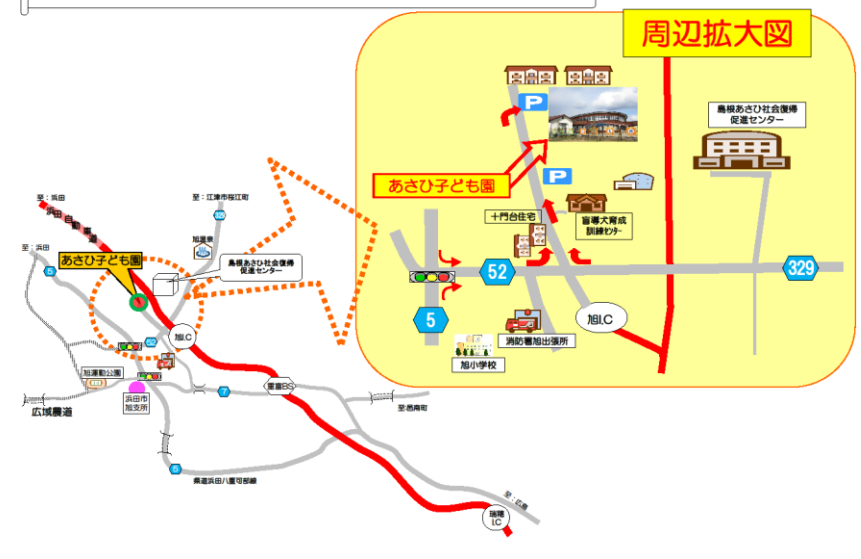 周辺拡大図
島根あさひ社会復帰
促進センター
P
あさひ子ども園
P
十門台住宅
盲導犬育成
訓練センター
52
329
5
旭I.C
消防署旭出張所
旭小学校
至：浜田
浜田自動車道
至：江津市桜江町
至：浜田
旭温泉
島根あさひ社会復帰
促進センター
あさひ子ども園
5
52
旭I.C
旭運動公園
浜田市
旭支所
広域農道
7
重富BS
至：邑南町
5
県道浜田八重可部線
至：広島
瑞穂
I.C